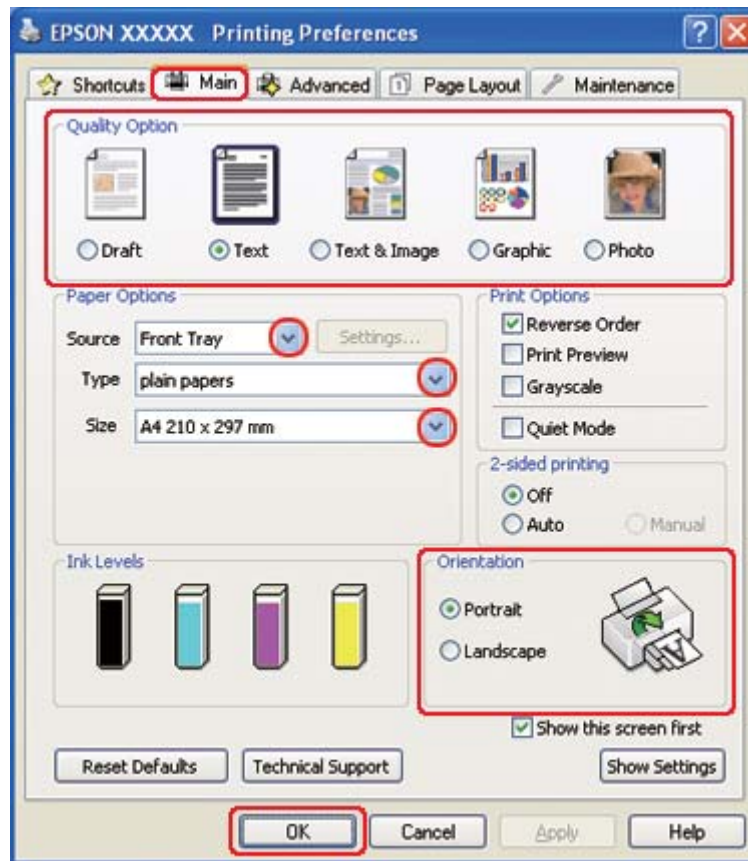 EPSON XXXXX Printing Preferences
Shortcuts Main Advanced Page Layout Maintenance
Quality Option
Draft Text Text & Image Graphic Photo
Paper Options
Source Front Tray Settings...
Type plain papers
Size A4 210 x 297 mm
Print Options
Reverse Order
Print Preview
Grayscale
Quiet Mode
2-sided printing
Off
Auto Manual
Ink Levels
Orientation
Portrait
Landscape
Show this screen first
Reset Defaults Technical Support Show Settings
OK Cancel Apply Help